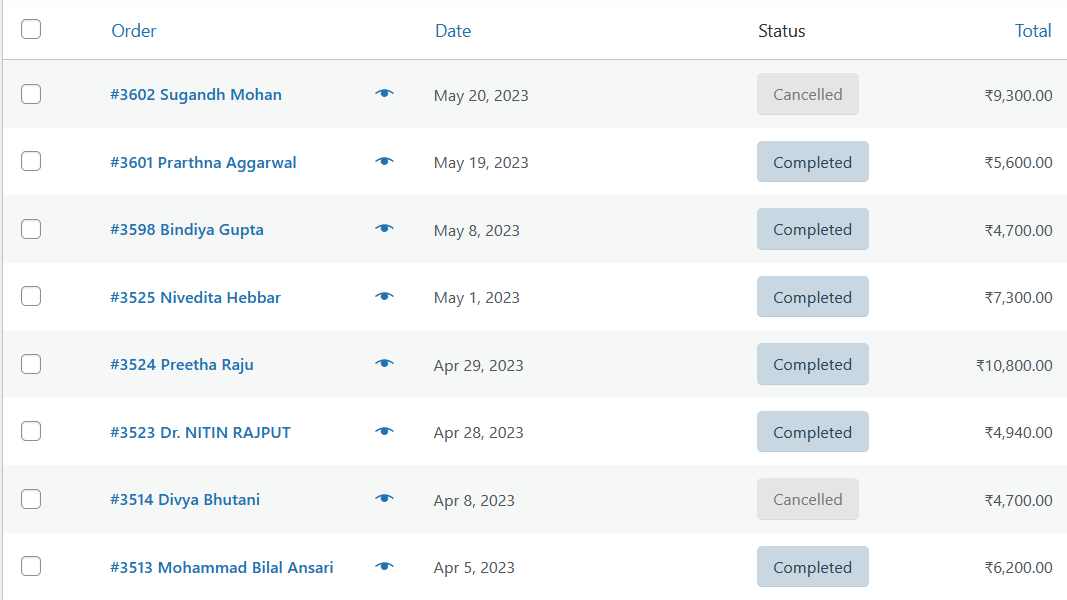 Order Date Status Total
#3602 Sugandh Mohan May 20, 2023 Cancelled ₹9,300.00
#3601 Prarthna Aggarwal May 19, 2023 Completed ₹5,600.00
#3598 Bindiya Gupta May 8, 2023 Completed ₹4,700.00
#3525 Nivedita Hebbar May 1, 2023 Completed ₹7,300.00
#3524 Preetha Raju Apr 29, 2023 Completed ₹10,800.00
#3523 Dr. NITIN RAJPUT Apr 28, 2023 Completed ₹4,940.00
#3514 Divya Bhutani Apr 8, 2023 Cancelled ₹4,700.00
#3513 Mohammad Bilal Ansari Apr 5, 2023 Completed ₹6,200.00